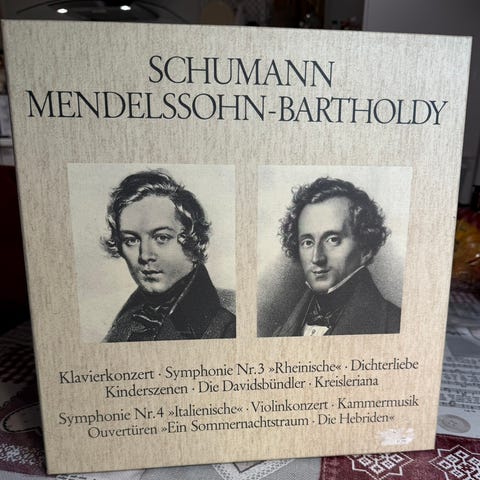 SCHUMANN
MENDELSSOHN-BARTHOLDY
Klavierkonzert · Symphonie Nr. 3 »Rheinische« · Dichterliebe
Kinderszenen · Die Davidsbündler · Kreisleriana
Symphonie Nr. 4 »Italienische« · Violinkonzert · Kammermusik
Ouvertüren »Ein Sommernachtstraum · Die Hebriden«